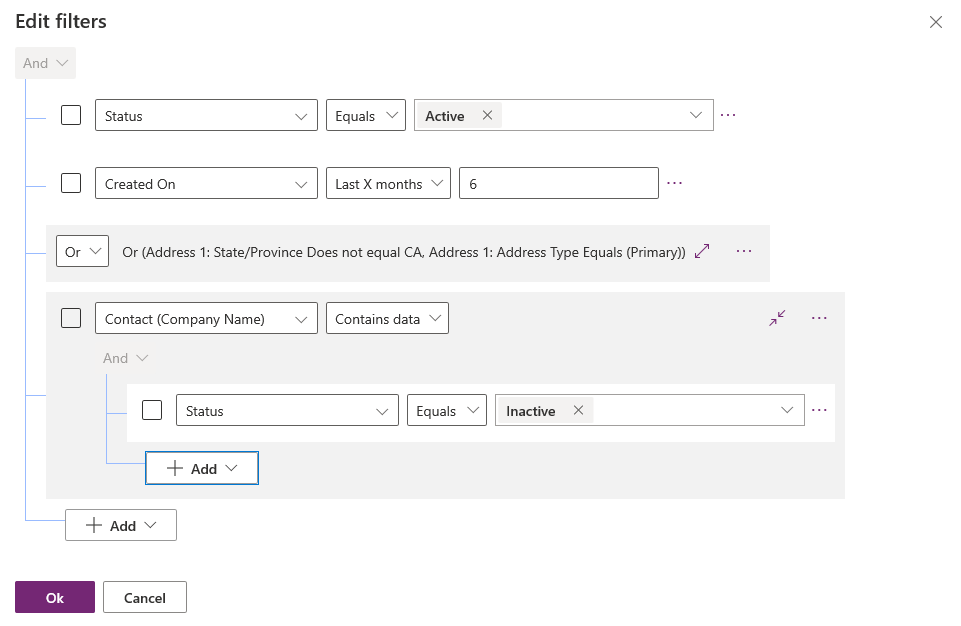 Edit filters
And
Status Equals Active
Created On Last X months 6
Or Or (Address 1: State/Province Does not equal CA, Address 1: Address Type Equals (Primary))
Contact (Company Name) Contains data
And
Status Equals Inactive
Add
Add
Ok Cancel